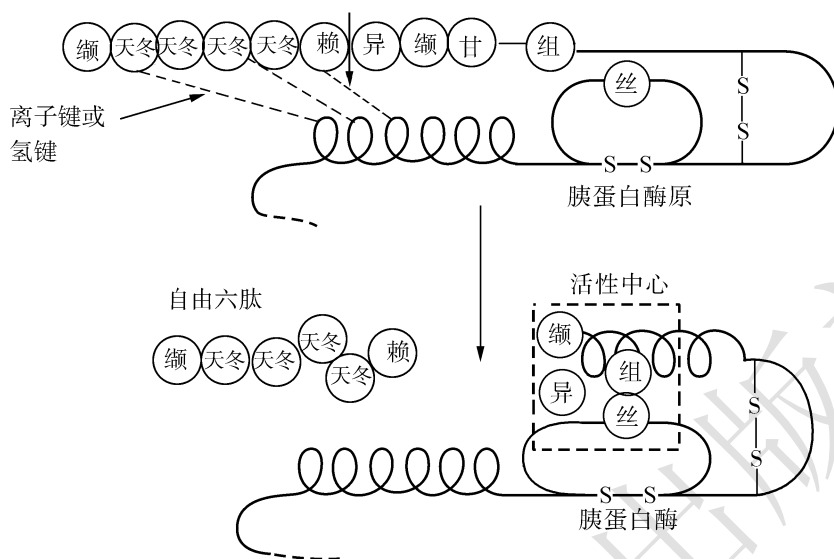 缬 天冬 天冬 天冬 天冬 赖 异 缬 甘 组
丝
S
S
离子键或
氢键
S S
胰蛋白酶原
活性中心
自由六肽
缬 天冬 天冬 天冬 天冬 赖
缬
组
异
丝
S
S
S S
胰蛋白酶
出版